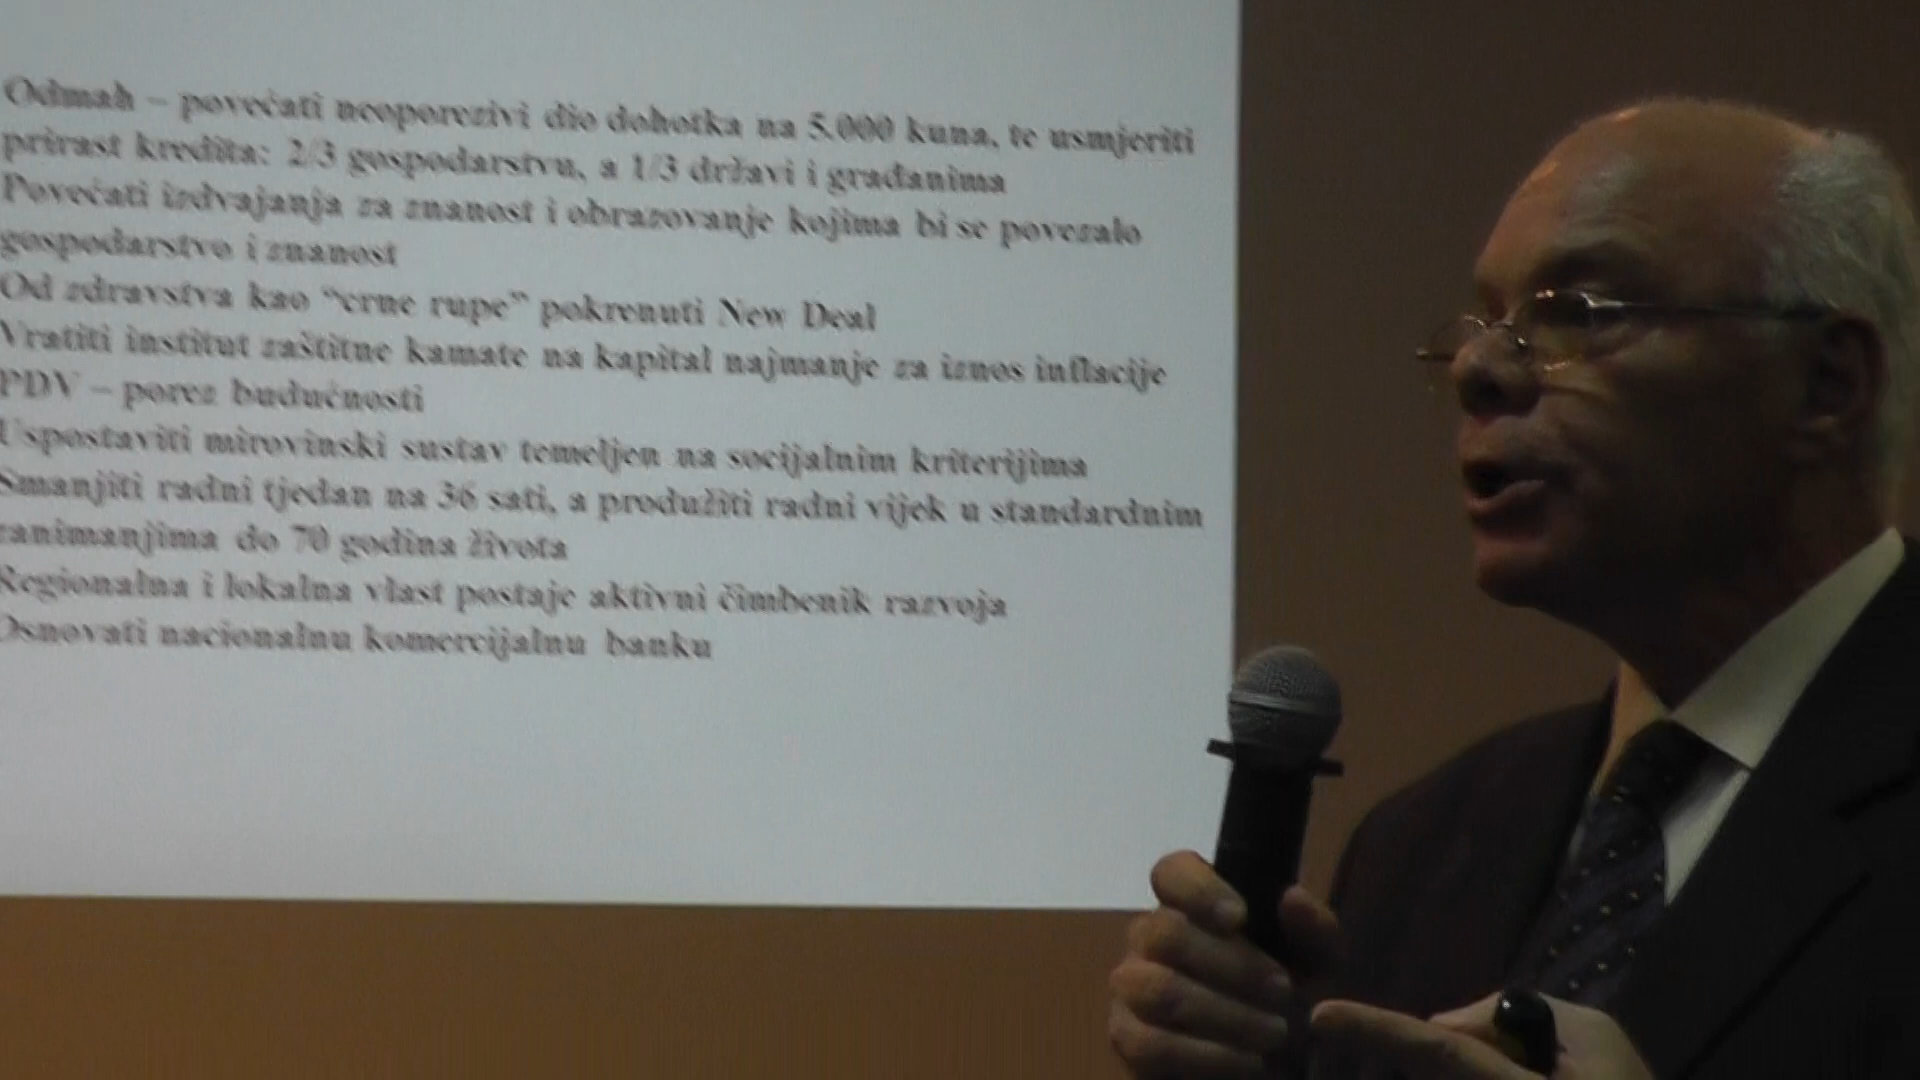 Odmah – povećati neoporezivi dio dohotka na 5.000 kuna, te usmjeriti
prirast kredita: 2/3 gospodarstvu, a 1/3 državi i građanima
Povećati izdvajanja za znanost i obrazovanje kojima bi se povezalo
gospodarstvo i znanost
Od zdravstva kao “crne rupe” pokrenuti New Deal
Vratiti institut zaštitne kamate na kapital najmanje za iznos inflacije
PDV – porez budućnosti
Uspostaviti mirovinski sustav temeljen na socijalnim kriterijima
Smanjiti radni tjedan na 36 sati, a produžiti radni vijek u standardnim
zanimanjima do 70 godina života
Regionalna i lokalna vlast postaje aktivni čimbenik razvoja
Osnovati nacionalnu komercijalnu banku